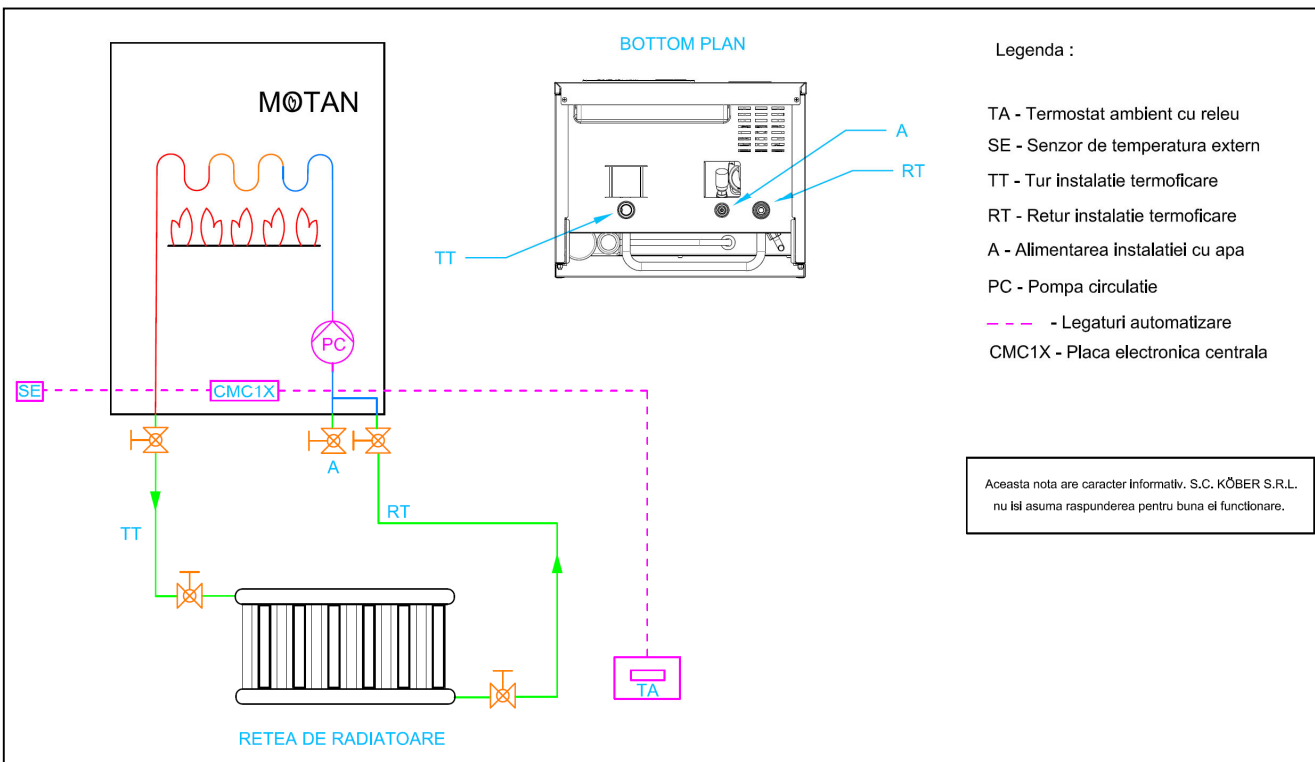 MOTAN
PC
SE
CMC1X
A
TT
RT
RETEA DE RADIATOARE
TA
BOTTOM PLAN
A
RT
TT
Legenda :
TA - Termostat ambient cu releu
SE - Senzor de temperatura extern
TT - Tur instalatie termoficare
RT - Retur instalatie termoficare
A - Alimentarea instalatiei cu apa
PC - Pompa circulatie
- Legaturi automatizare
CMC1X - Placa electronica centrala
Aceasta nota are caracter informativ. S.C. KÖBER S.R.L.
nu isi asuma raspunderea pentru buna ei functionare.